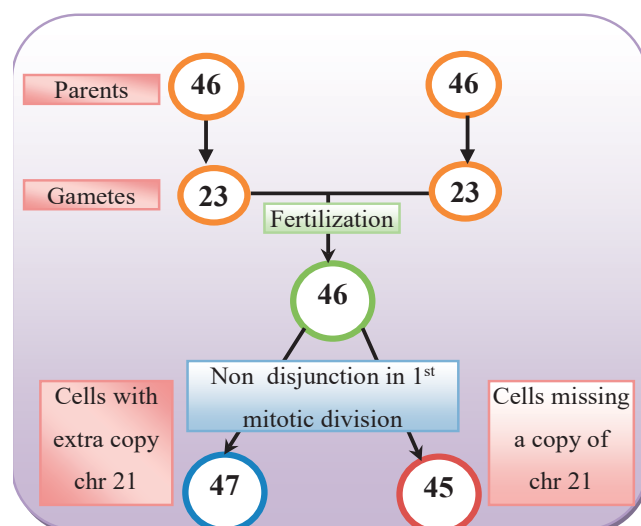 Parents
46
46
Gametes
23
23
Fertilization
46
Non disjunction in 1st
mitotic division
Cells with
extra copy
chr 21
Cells missing
a copy of
chr 21
47
45